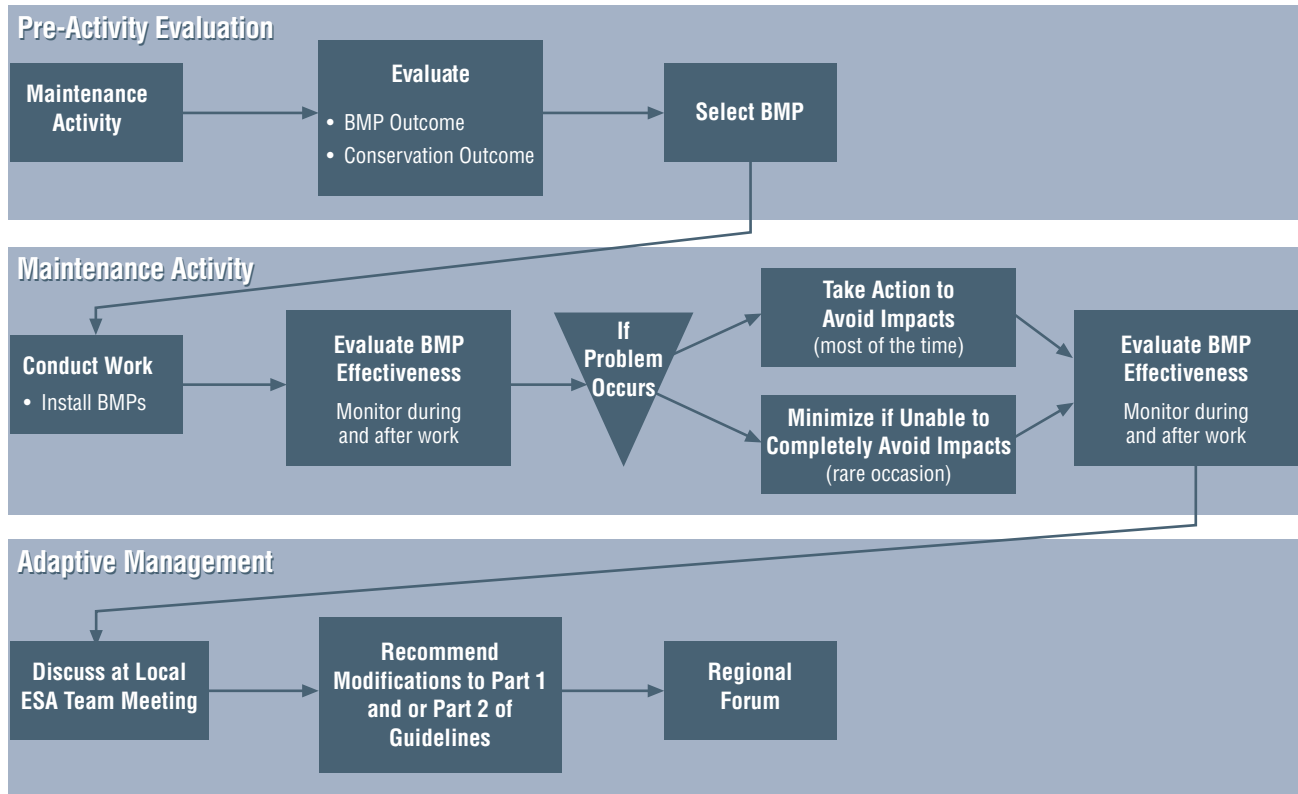 Pre-Activity Evaluation
Maintenance
Activity
Evaluate
• BMP Outcome
• Conservation Outcome
Select BMP
Maintenance Activity
Conduct Work
• Install BMPs
Evaluate BMP
Effectiveness
Monitor during
and after work
If
Problem
Occurs
Take Action to
Avoid Impacts
(most of the time)
Minimize if Unable to
Completely Avoid Impacts
(rare occasion)
Evaluate BMP
Effectiveness
Monitor during
and after work
Adaptive Management
Discuss at Local
ESA Team Meeting
Recommend
Modifications to Part 1
and or Part 2 of
Guidelines
Regional
Forum